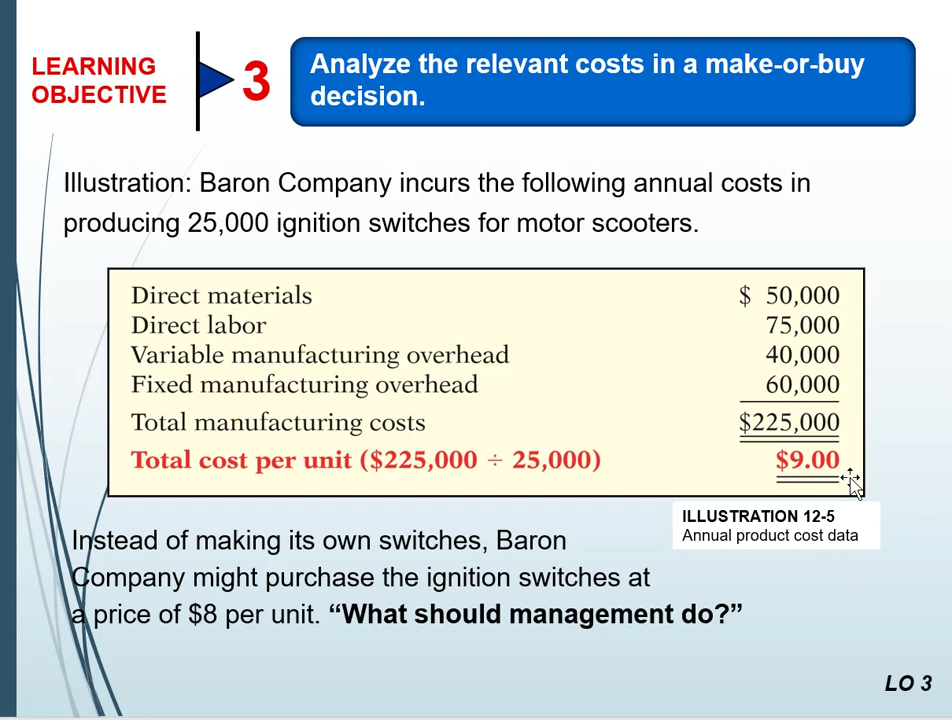 LEARNING
OBJECTIVE
3
Analyze the relevant costs in a make-or-buy
decision.
Illustration: Baron Company incurs the following annual costs in
producing 25,000 ignition switches for motor scooters.
Direct materials $ 50,000
Direct labor 75,000
Variable manufacturing overhead 40,000
Fixed manufacturing overhead 60,000
Total manufacturing costs $225,000
Total cost per unit ($225,000 ÷ 25,000) $9.00
ILLUSTRATION 12-5
Annual product cost data
Instead of making its own switches, Baron
Company might purchase the ignition switches at
a price of $8 per unit. “What should management do?”
LO 3